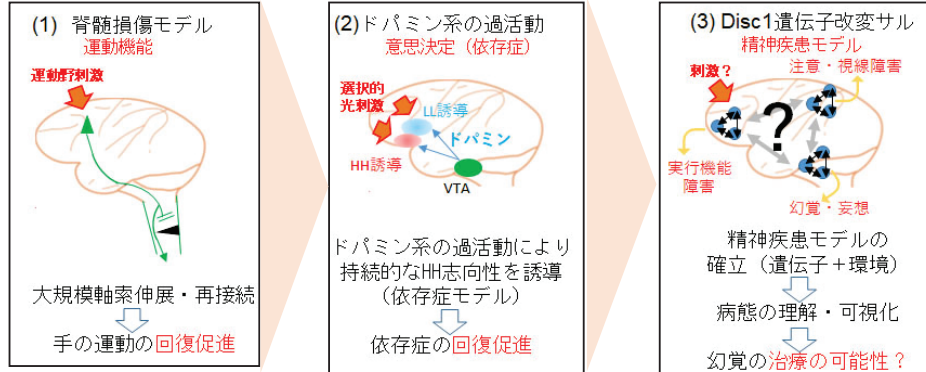 (1) 脊髄損傷モデル
運動機能
運動野刺激
大規模軸索伸展・再接続
手の運動の回復促進
(2)ドパミン系の過活動
意思決定（依存症）
選択的
光刺激
LL誘導
ドパミン
HH誘導
VTA
ドパミン系の過活動により
持続的なHH志向性を誘導
（依存症モデル）
依存症の回復促進
(3) Disc1遺伝子改変サル
精神疾患モデル
刺激？
注意・視線障害
?
実行機能
障害
幻覚・妄想
精神疾患モデルの
確立（遺伝子＋環境）
病態の理解・可視化
幻覚の治療の可能性？